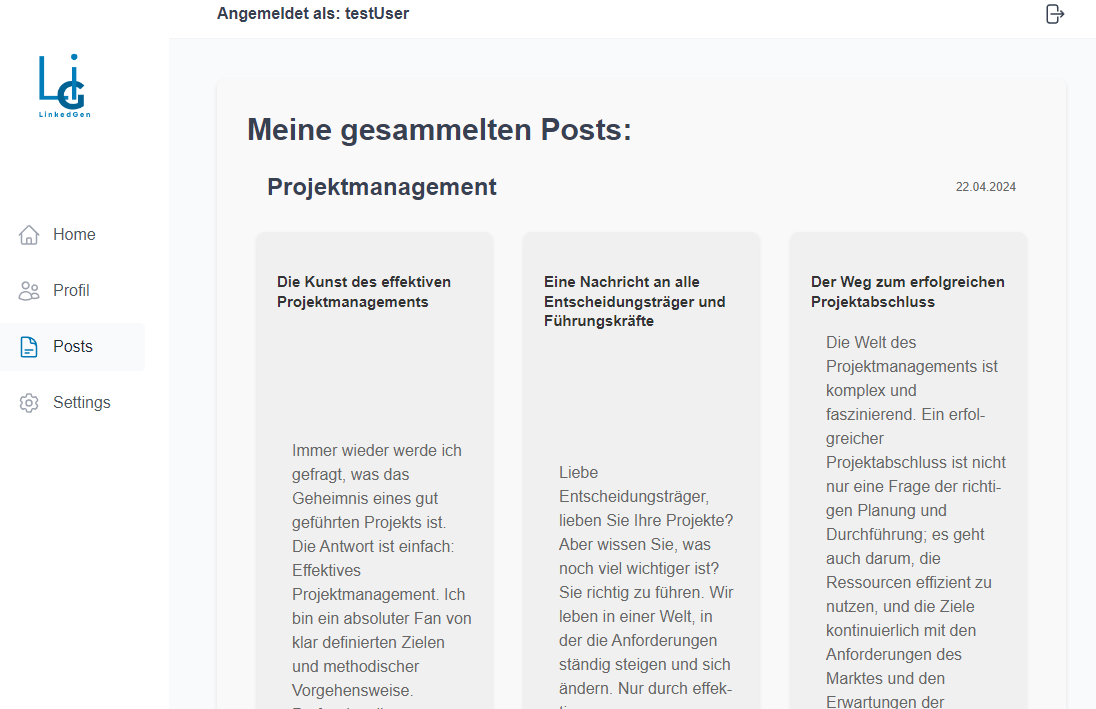 Angemeldet als: testUser
LiG
LinkedGen
Home
Profil
Posts
Settings
Meine gesammelten Posts:
Projektmanagement
22.04.2024
Die Kunst des effektiven
Projektmanagements
Immer wieder werde ich
gefragt, was das
Geheimnis eines gut
geführten Projekts ist.
Die Antwort ist einfach:
Effektives
Projektmanagement. Ich
bin ein absoluter Fan von
klar definierten Zielen
und methodischer
Vorgehensweise.
Eine Nachricht an alle
Entscheidungsträger und
Führungskräfte
Liebe
Entscheidungsträger,
lieben Sie Ihre Projekte?
Aber wissen Sie, was
noch viel wichtiger ist?
Sie richtig zu führen. Wir
leben in einer Welt, in
der die Anforderungen
ständig steigen und sich
ändern. Nur durch effek-
Der Weg zum erfolgreichen
Projektabschluss
Die Welt des
Projektmanagements ist
komplex und
faszinierend. Ein erfol-
greicher
Projektabschluss ist nicht
nur eine Frage der richti-
gen Planung und
Durchführung; es geht
auch darum, die
Ressourcen effizient zu
nutzen, und die Ziele
kontinuierlich mit den
Anforderungen des
Marktes und den
Erwartungen der